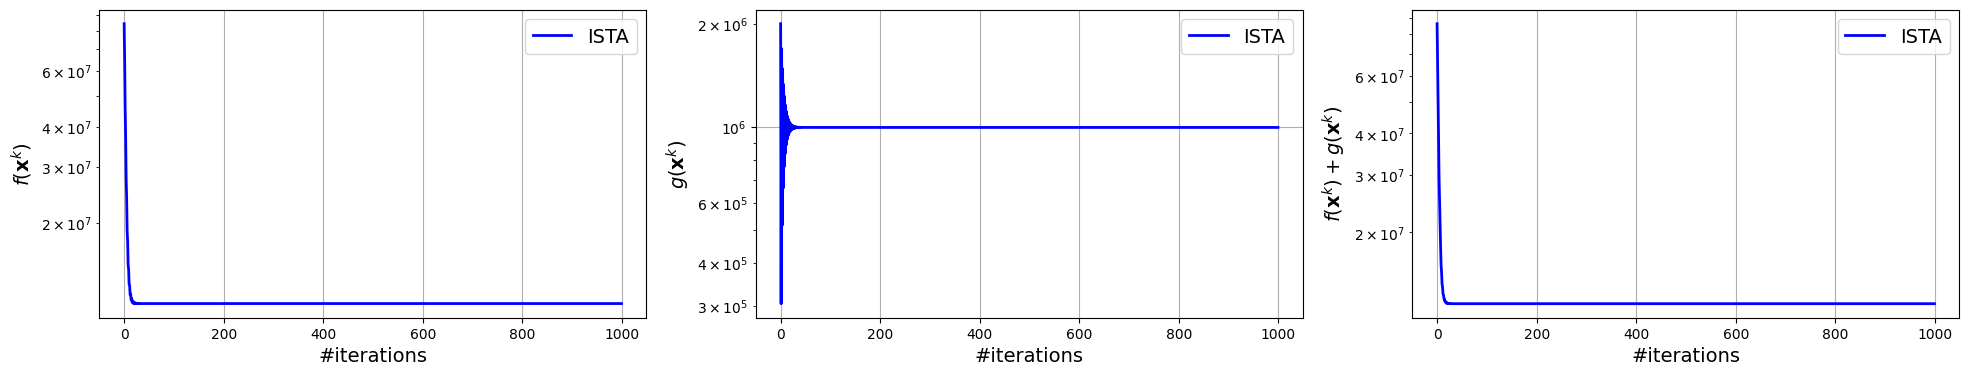 f(x^k)
6 × 10^7
4 × 10^7
3 × 10^7
2 × 10^7
0 200 400 600 800 1000
#iterations
ISTA
g(x^k)
2 × 10^6
10^6
6 × 10^5
4 × 10^5
3 × 10^5
0 200 400 600 800 1000
#iterations
ISTA
f(x^k) + g(x^k)
6 × 10^7
4 × 10^7
3 × 10^7
2 × 10^7
0 200 400 600 800 1000
#iterations
ISTA